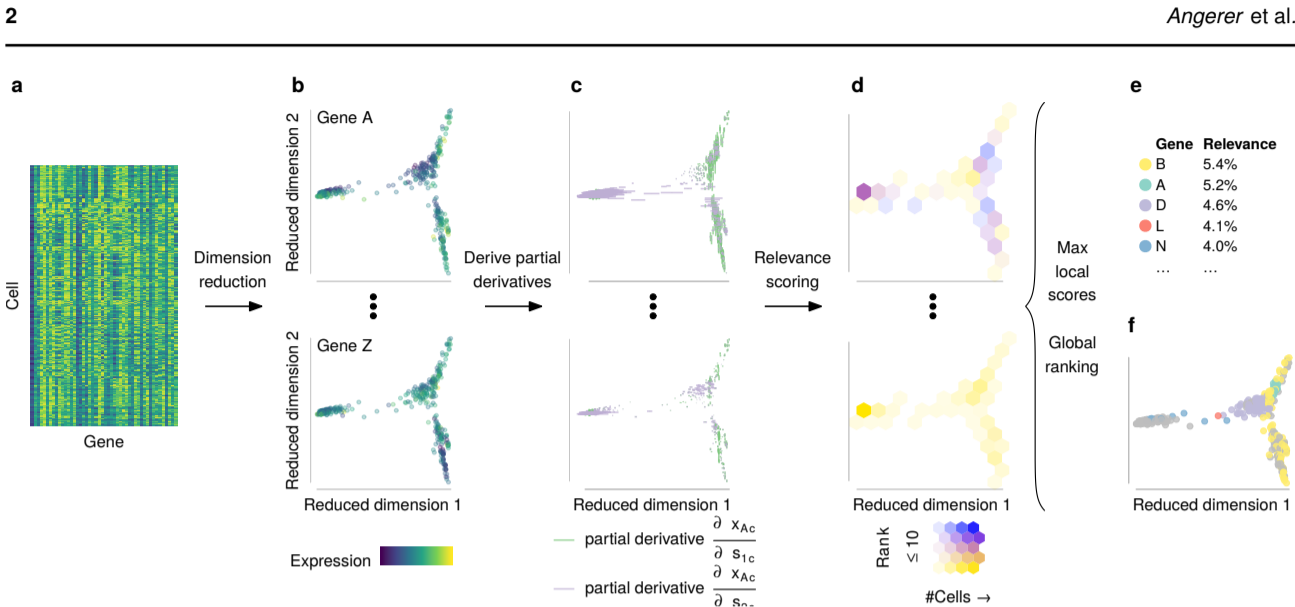 2
Angerer et al.
a
b
c
d
e
f
Cell
Gene
Dimension
reduction
Gene A
Reduced dimension 2
Gene Z
Reduced dimension 2
Reduced dimension 1
Expression
Derive partial
derivatives
Reduced dimension 1
partial derivative ∂ x_Ac / ∂ s_1c
partial derivative ∂ x_Ac / ∂
Relevance
scoring
Reduced dimension 1
Rank
≤ 10
#Cells →
Max
local
scores
Global
ranking
Gene Relevance
B 5.4%
A 5.2%
D 4.6%
L 4.1%
N 4.0%
... ...
Reduced dimension 1